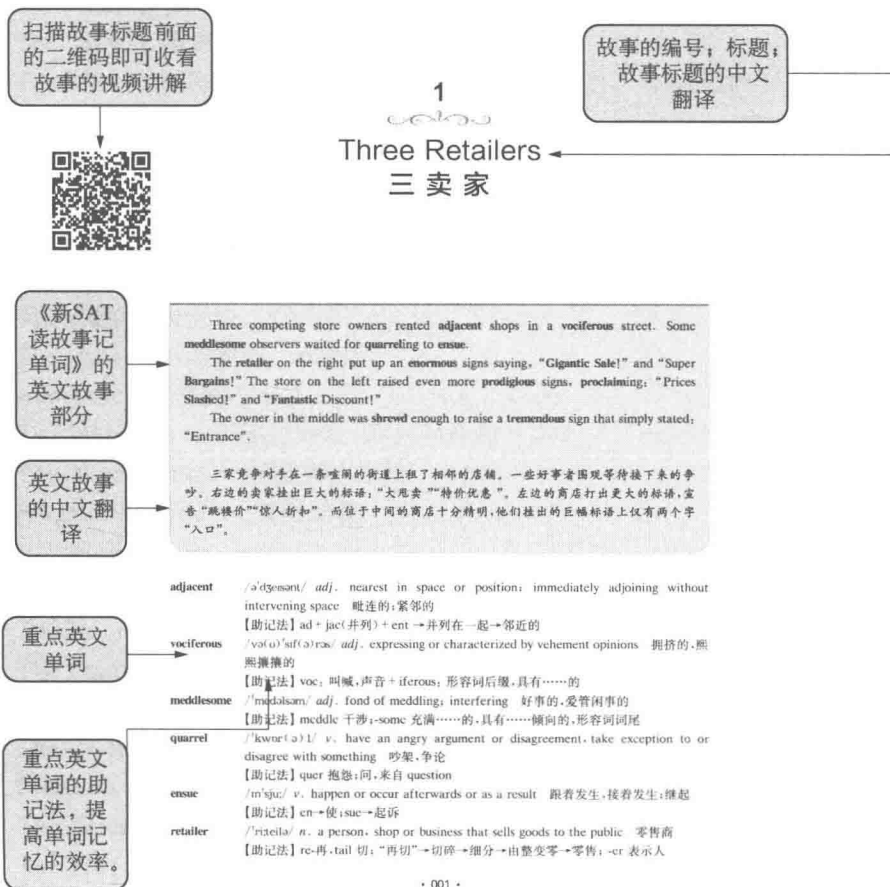 扫描故事标题前面
的二维码即可收看
故事的视频讲解
故事的编号；标题；
故事标题的中文
翻译
1
Three Retailers
三卖家
《新SAT
读故事记
单词》的
英文故事
部分
Three competing store owners rented adjacent shops in a vociferous street. Some
meddlesome observers waited for quarreling to ensue.
The retailer on the right put up an enormous signs saying, "Gigantic Sale!" and "Super
Bargains!" The store on the left raised even more prodigious signs, proclaiming: "Prices
Slashed!" and "Fantastic Discount!"
The owner in the middle was shrewd enough to raise a tremendous sign that simply stated:
"Entrance".
英文故事
的中文翻
译
三家竞争对手在一条喧闹的街道上租了相邻的店铺。一些好事者围观等待接下来的争
吵。右边的卖家挂出巨大的标语：“大甩卖”“特价优惠”。左边的商店打出更大的标语，宣
告“跳楼价”“惊人折扣”。而位于中间的商店十分精明，他们挂出的巨幅标语上仅有两个字
“入口”。
adjacent /ə'dʒeɪsənt/ adj. nearest in space or position; immediately adjoining without
intervening space 毗连的；紧邻的
【助记法】ad + jac(并列) + ent →并列在一起→邻近的
重点英文
单词
vociferous /və(ʊ)'sɪf(ə)rəs/ adj. expressing or characterized by vehement opinions 拥挤的，熙
熙攘攘的
【助记法】voc：叫喊，声音 + iferous：形容词后缀，具有……的
meddlesome /'medəlsəm/ adj. fond of meddling; interfering 好事的，爱管闲事的
【助记法】meddle 干涉；-some 充满……的，具有……倾向的，形容词词尾
重点英文
单词的助
记法，提
高单词记
忆的效率。
quarrel /'kwɒr(ə)l/ v. have an angry argument or disagreement, take exception to or
disagree with something 吵架，争论
【助记法】quer 抱怨；问，来自 question
ensue /ɪn'sju:/ v. happen or occur afterwards or as a result 跟着发生，接着发生；继起
【助记法】en→使；sue→起诉
retailer /'ri:teilə/ n. a person, shop or business that sells goods to the public 零售商
【助记法】re-再，tail 切；“再切”→切碎→细分→由整变零→零售；-er 表示人
· 001 ·